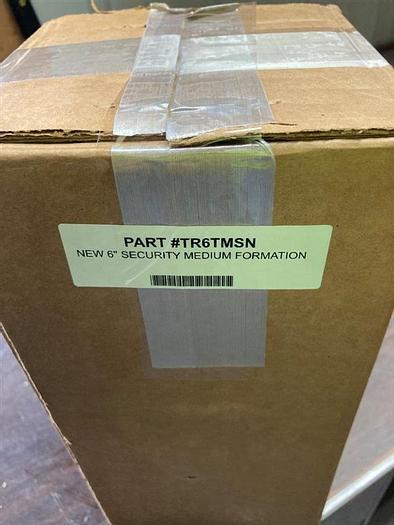 PART #TR6TMSN
NEW 6" SECURITY MEDIUM FORMATION